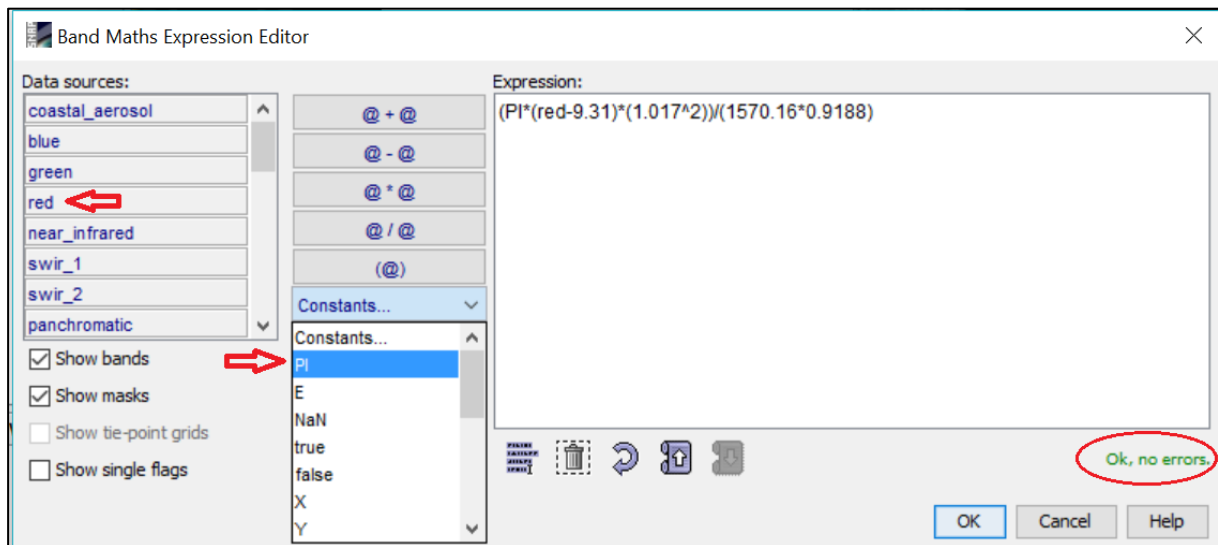 Band Maths Expression Editor
Data sources:
coastal_aerosol
blue
green
red
near_infrared
swir_1
swir_2
panchromatic
Show bands
Show masks
Show tie-point grids
Show single flags
@ + @
@ - @
@ * @
@ / @
(@)
Constants...
Constants...
PI
E
NaN
true
false
X
Y
Expression:
(PI*(red-9.31)*(1.017^2))/(1570.16*0.9188)
Ok, no errors.
OK
Cancel
Help